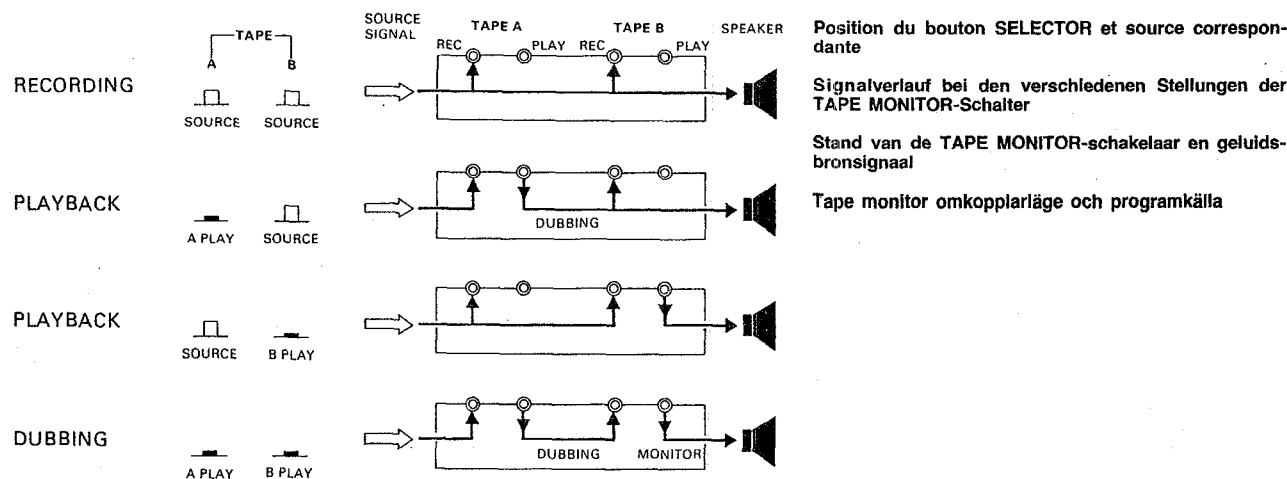 TAPE
A B
SOURCE SIGNAL
TAPE A TAPE B
REC PLAY REC PLAY
SPEAKER
RECORDING
SOURCE SOURCE
PLAYBACK
A PLAY SOURCE
DUBBING
PLAYBACK
SOURCE B PLAY
DUBBING
A PLAY B PLAY
DUBBING MONITOR
Position du bouton SELECTOR et source correspon-
dante
Signalverlauf bei den verschiedenen Stellungen der
TAPE MONITOR-Schalter
Stand van de TAPE MONITOR-schakelaar en geluids-
bronsignaal
Tape monitor omkopplarläge och programkälla